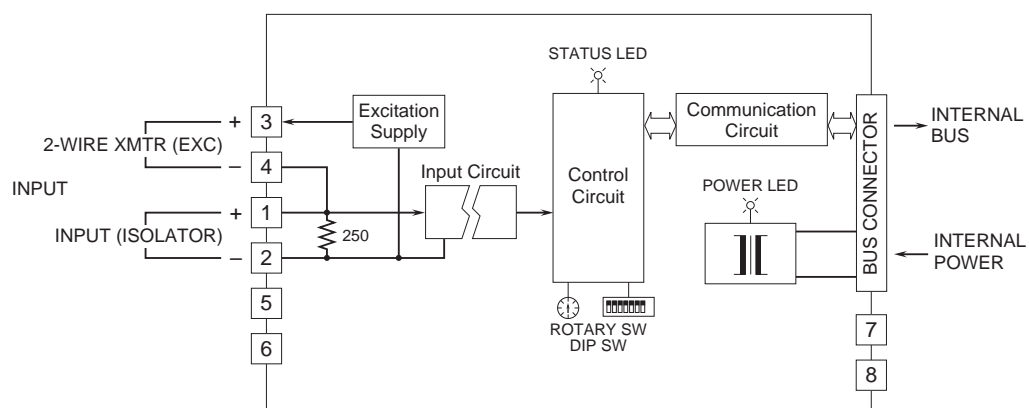 STATUS LED
3
Excitation
Supply
Communication
Circuit
INTERNAL
BUS
+
2-WIRE XMTR (EXC)
–
4
Input Circuit
Control
Circuit
POWER LED
BUS CONNECTOR
INPUT
+
1
INPUT (ISOLATOR)
250
–
2
INTERNAL
POWER
5
ROTARY SW
DIP SW
6
7
8